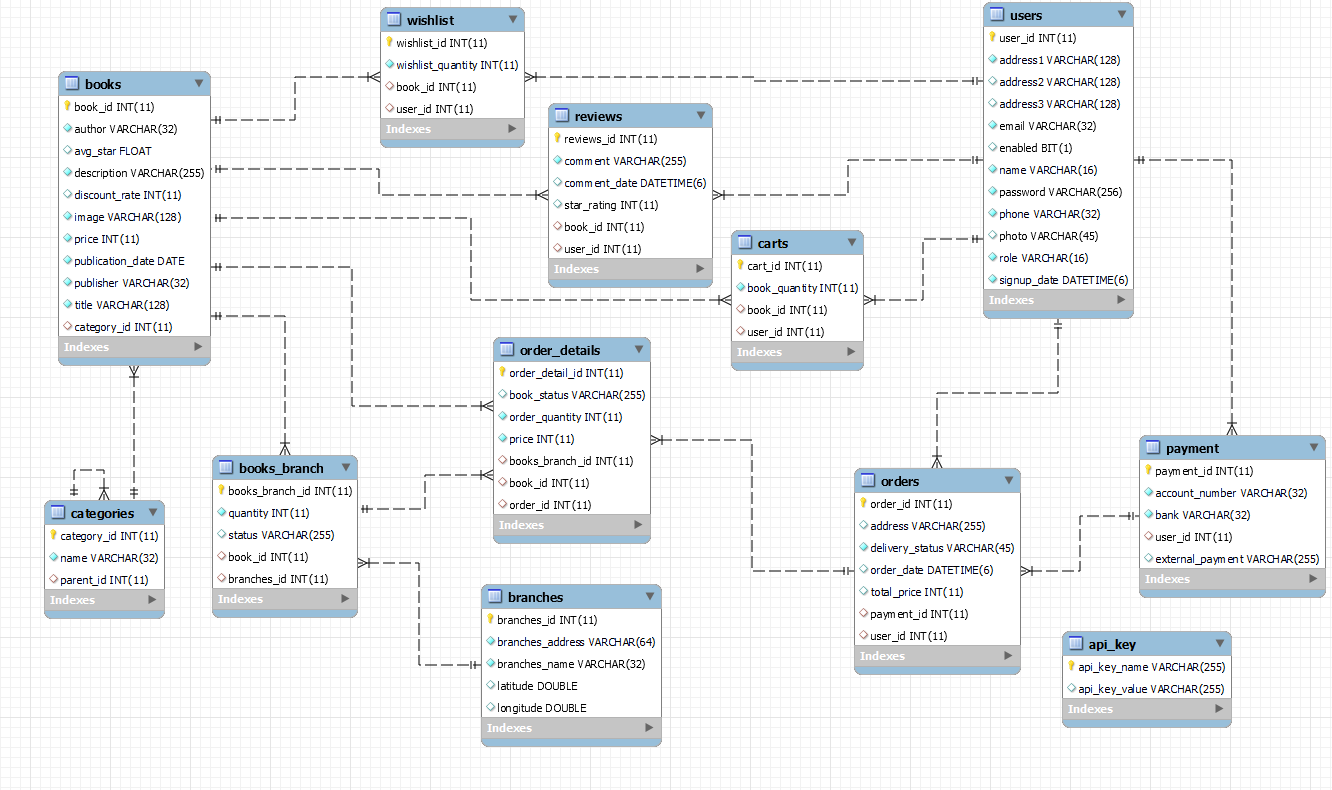 wishlist
wishlist_id INT(11)
wishlist_quantity INT(11)
book_id INT(11)
user_id INT(11)
Indexes
users
user_id INT(11)
address1 VARCHAR(128)
address2 VARCHAR(128)
address3 VARCHAR(128)
email VARCHAR(32)
enabled BIT(1)
name VARCHAR(16)
password VARCHAR(256)
phone VARCHAR(32)
photo VARCHAR(45)
role VARCHAR(16)
signup_date DATETIME(6)
Indexes
books
book_id INT(11)
author VARCHAR(32)
avg_star FLOAT
description VARCHAR(255)
discount_rate INT(11)
image VARCHAR(128)
price INT(11)
publication_date DATE
publisher VARCHAR(32)
title VARCHAR(128)
category_id INT(11)
Indexes
reviews
reviews_id INT(11)
comment VARCHAR(255)
comment_date DATETIME(6)
star_rating INT(11)
book_id INT(11)
user_id INT(11)
Indexes
carts
cart_id INT(11)
book_quantity INT(11)
book_id INT(11)
user_id INT(11)
Indexes
order_details
order_detail_id INT(11)
book_status VARCHAR(255)
order_quantity INT(11)
price INT(11)
books_branch_id INT(11)
book_id INT(11)
order_id INT(11)
Indexes
payment
payment_id INT(11)
account_number VARCHAR(32)
bank VARCHAR(32)
user_id INT(11)
external_payment VARCHAR(255)
Indexes
books_branch
books_branch_id INT(11)
quantity INT(11)
status VARCHAR(255)
book_id INT(11)
branches_id INT(11)
Indexes
orders
order_id INT(11)
address VARCHAR(255)
delivery_status VARCHAR(45)
order_date DATETIME(6)
total_price INT(11)
payment_id INT(11)
user_id INT(11)
Indexes
categories
category_id INT(11)
name VARCHAR(32)
parent_id INT(11)
Indexes
branches
branches_id INT(11)
branches_address VARCHAR(64)
branches_name VARCHAR(32)
latitude DOUBLE
longitude DOUBLE
Indexes
api_key
api_key_name VARCHAR(255)
api_key_value VARCHAR(255)
Indexes